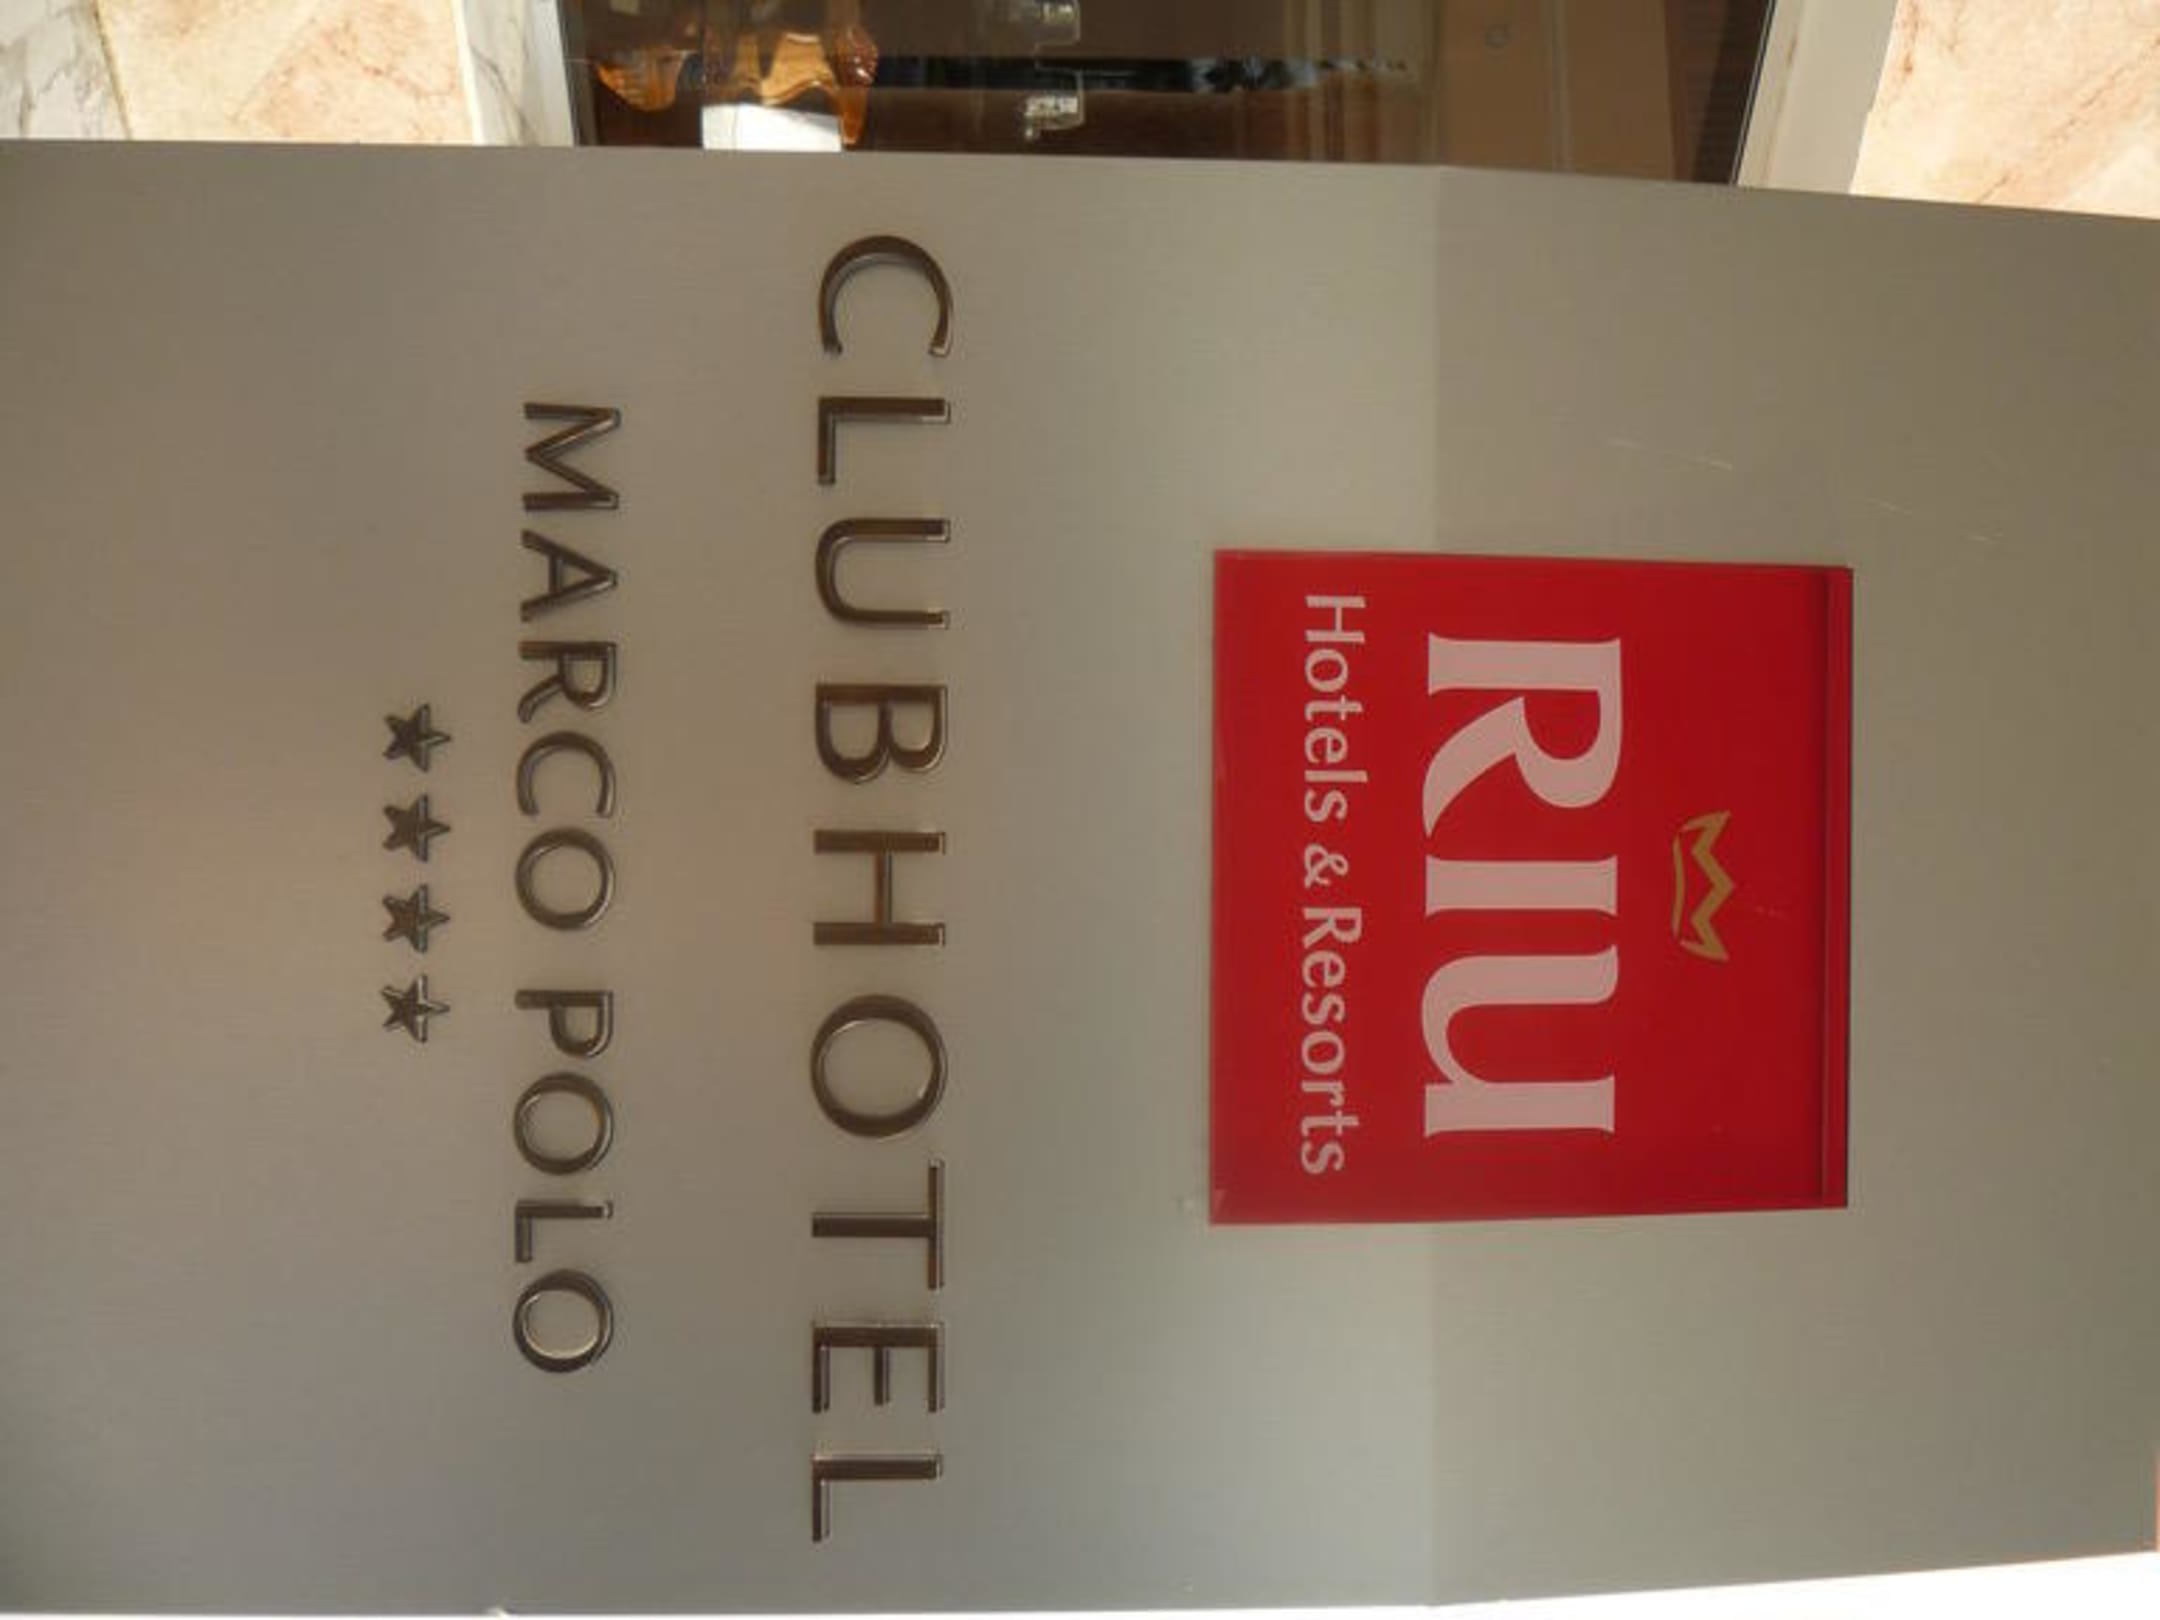 RIU
Hotels & Resorts
CLUBHOTEL
MARCO POLO